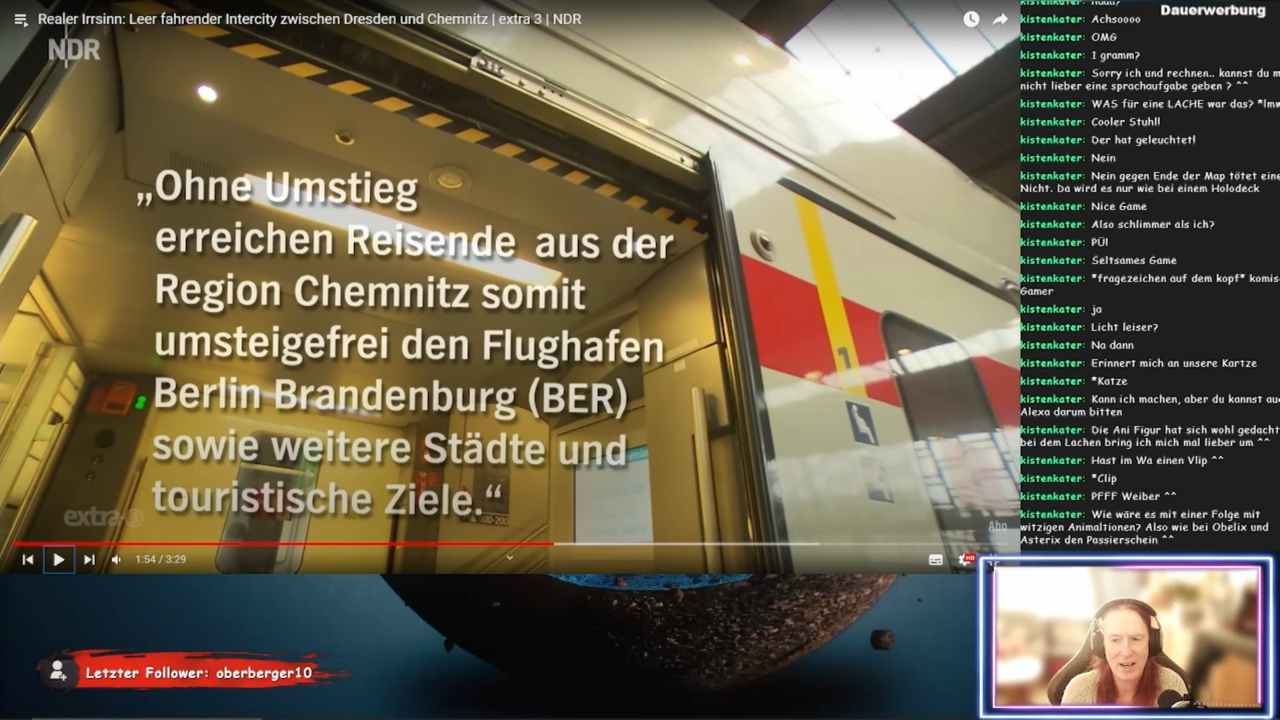 Realer Irrsinn: Leer fahrender Intercity zwischen Dresden und Chemnitz | extra 3 | NDR
NDR
„Ohne Umstieg
erreichen Reisende aus der
Region Chemnitz somit
umsteigefrei den Flughafen
Berlin Brandenburg (BER)
sowie weitere Städte und
touristische Ziele.“
1
extra 3
Abo
1:54 / 3:29
HD
Letzter Follower: oberberger10
Dauerwerbung
kistenkater: Achsoooo
kistenkater: OMG
kistenkater: 1 gramm?
kistenkater: Sorry ich und rechnen.. kannst du m
nicht lieber eine sprachaufgabe geben ? ^^
kistenkater: WAS für eine LACHE war das? *lmw
kistenkater: Cooler Stuhl!
kistenkater: Der hat geleuchtet!
kistenkater: Nein
kistenkater: Nein gegen Ende der Map tötet eine
Nicht. Da wird es nur wie bei einem Holodeck
kistenkater: Nice Game
kistenkater: Also schlimmer als ich?
kistenkater: PÜI
kistenkater: Seltsames Game
kistenkater: *fragezeichen auf dem kopf* komis
Gamer
kistenkater: ja
kistenkater: Licht leiser?
kistenkater: Na dann
kistenkater: Erinnert mich an unsere Kartze
kistenkater: *Katze
kistenkater: Kann ich machen, aber du kannst au
Alexa darum bitten
kistenkater: Die Ani Figur hat sich wohl gedacht
bei dem Lachen bring ich mich mal lieber um ^^
kistenkater: Hast im Wa einen Vlip ^^
kistenkater: *Clip
kistenkater: PFFF Weiber ^^
kistenkater: Wie wäre es mit einer Folge mit
witzigen Animaltionen? Also wie bei Obelix und
Asterix den Passierschein ^^